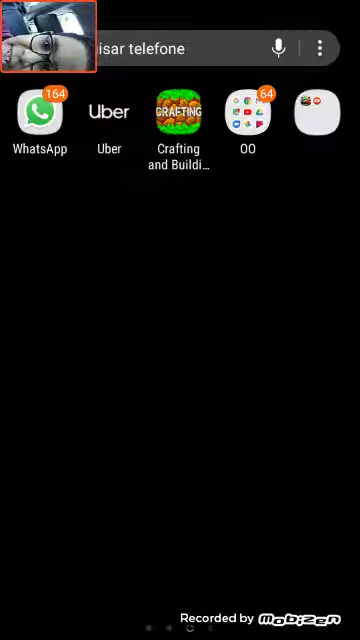 isar telefone
164
64
Uber
CRAFTING
WhatsApp
Uber
Crafting
and Buildi...
OO
Recorded by Mobizen